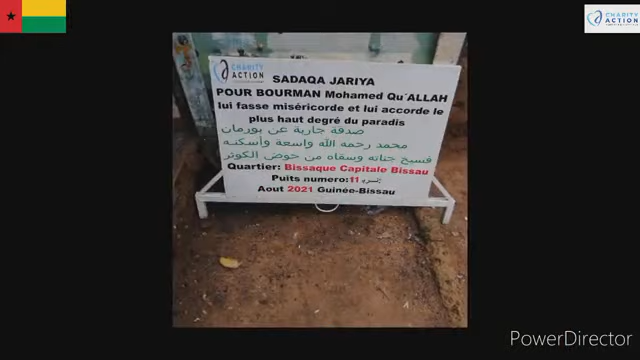 CHARITY
ACTION
CHARITY
ACTION
SADAQA JARIYA
POUR BOURMAN Mohamed Qu'ALLAH
lui fasse miséricorde et lui accorde le
plus haut degré du paradis
صدقة جارية عن بورمان
محمد رحمه الله واسعة وأسكنه
فسيح جناته وسقاه من حوض الكوثر
Quartier: Bissaque Capitale Bissau
Puits numero: 11
Aout 2021 Guinée-Bissau
PowerDirector